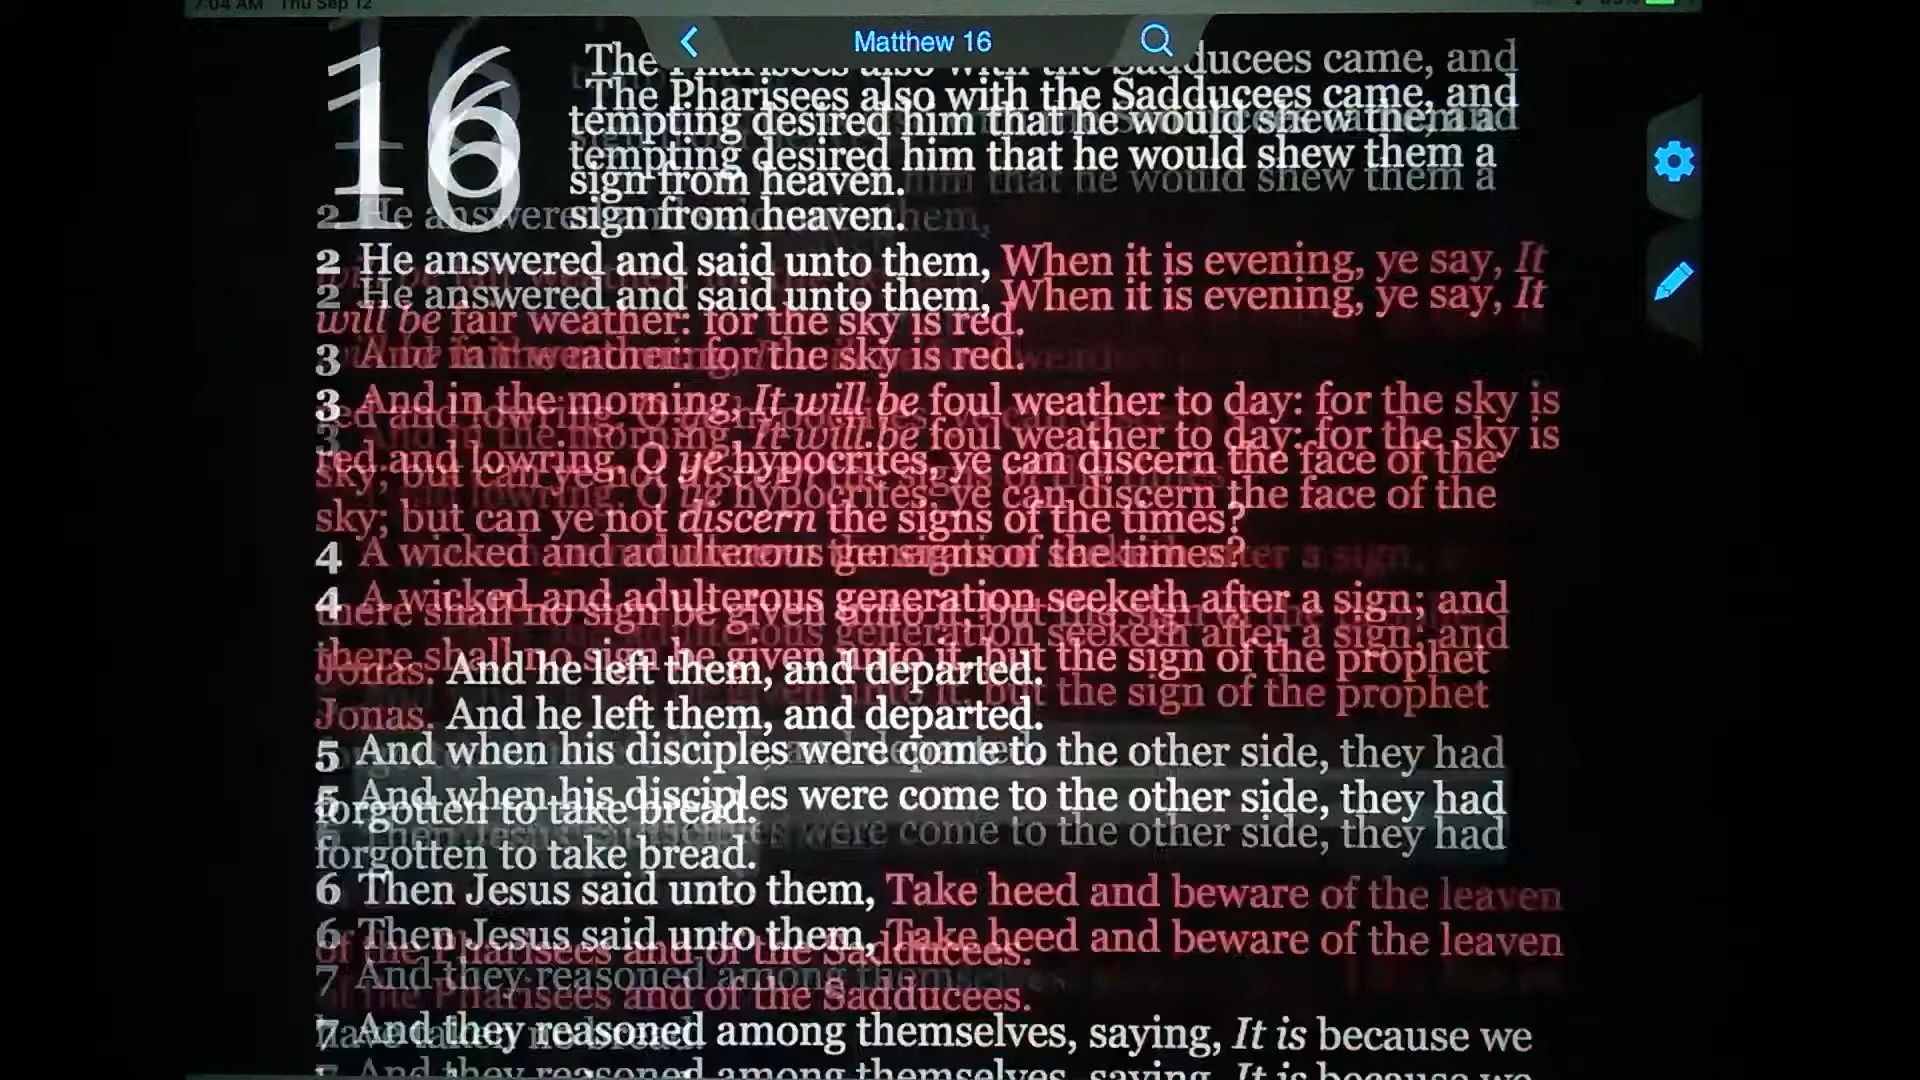 7:04 AM Thu Sep 12
Matthew 16
16 The Pharisees also with the Sadducees came, and
tempting desired him that he would shew them a
sign from heaven.
2 He answered and said unto them, When it is evening, ye say, It
will be fair weather: for the sky is red.
3 And in the morning, It will be foul weather to day: for the sky is
red and lowring. O ye hypocrites, ye can discern the face of the
sky; but can ye not discern the signs of the times?
4 A wicked and adulterous generation seeketh after a sign; and
there shall no sign be given unto it, but the sign of the prophet
Jonas. And he left them, and departed.
5 And when his disciples were come to the other side, they had
forgotten to take bread.
6 Then Jesus said unto them, Take heed and beware of the leaven
of the Pharisees and of the Sadducees.
7 And they reasoned among themselves, saying, It is because we